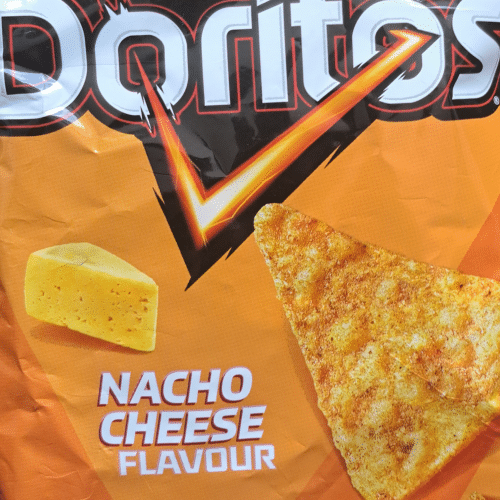 Doritos
NACHO
CHEESE
FLAVOUR